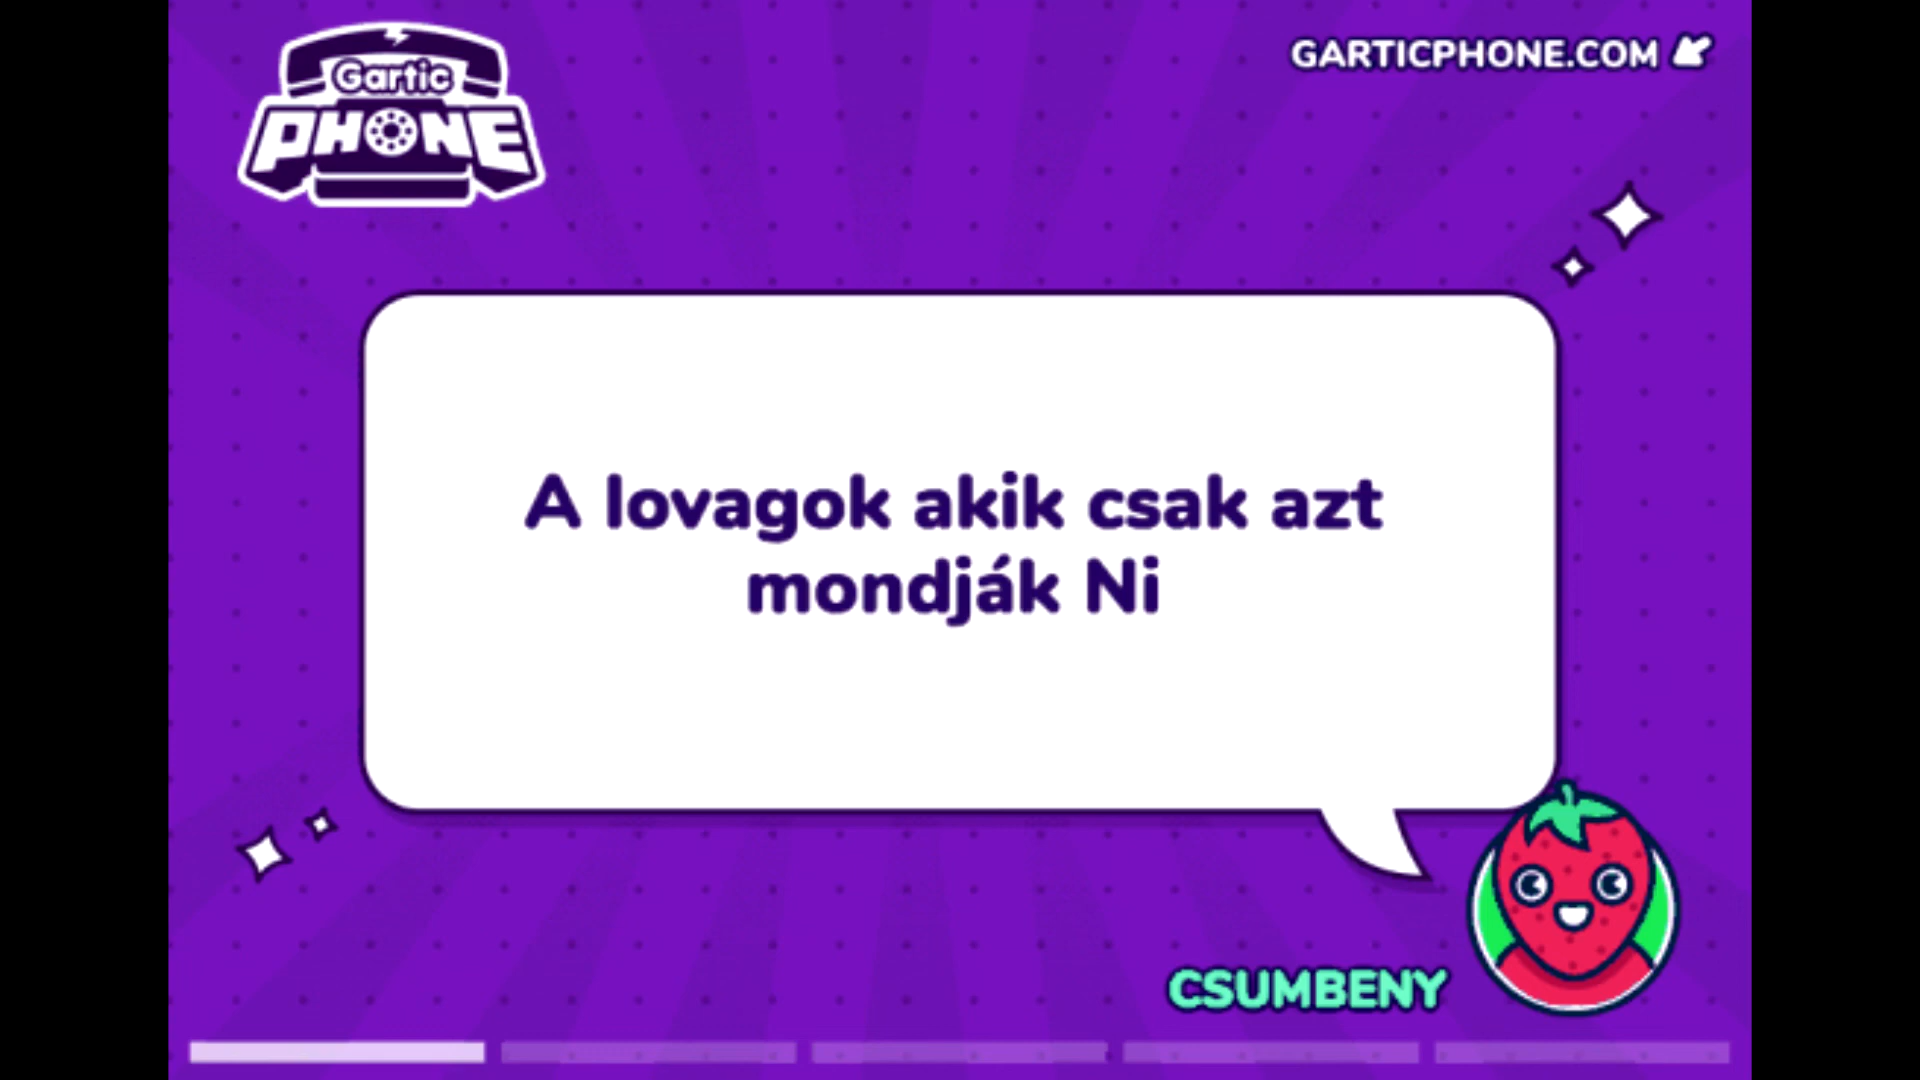 Gartic
PHONE
GARTICPHONE.COM
A lovagok akik csak azt
mondják Ni
CSUMBENY